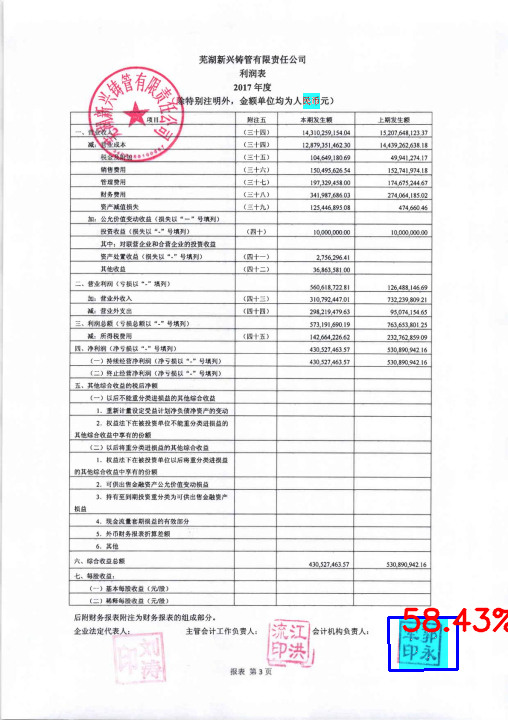 芜湖新兴铸管有限责任公司
利润表
2017 年度
（除特别注明外，金额单位均为人民币元）
项目 附注五 本期发生额 上期发生额
一、营业收入 （三十四） 14,310,259,154.04 15,207,648,123.37
减：营业成本 （三十四） 12,879,351,462.30 14,439,262,638.18
税金及附加 （三十五） 104,649,180.69 49,941,274.17
销售费用 （三十六） 150,495,626.54 152,741,974.18
管理费用 （三十七） 197,329,458.00 174,675,244.67
财务费用 （三十八） 341,987,686.03 274,064,185.02
资产减值损失 （三十九） 125,446,895.08 474,660.46
加：公允价值变动收益（损失以“－”号填列）
投资收益（损失以“-”号填列） （四十） 10,000,000.00 10,000,000.00
其中：对联营企业和合营企业的投资收益
资产处置收益（损失以“-”号填列） （四十一） 2,756,296.41
其他收益 （四十二） 36,863,581.00
二、营业利润（亏损以“-”填列） 560,618,722.81 126,488,146.69
加：营业外收入 （四十三） 310,792,447.01 732,239,809.21
减：营业外支出 （四十四） 298,219,479.63 95,074,154.65
三、利润总额（亏损总额以“-”号填列） 573,191,690.19 763,653,801.25
减：所得税费用 （四十五） 142,664,226.62 232,762,859.09
四、净利润（净亏损以“-”号填列） 430,527,463.57 530,890,942.16
（一）持续经营净利润（净亏损以“-”号填列） 430,527,463.57 530,890,942.16
（二）终止经营净利润（净亏损以“-”号填列）
五、其他综合收益的税后净额
（一）以后不能重分类进损益的其他综合收益
1．重新计量设定受益计划净负债净资产的变动
2．权益法下在被投资单位不能重分类进损益的
其他综合收益中享有的份额
（二）以后将重分类进损益的其他综合收益
1．权益法下在被投资单位以后将重分类进损益
的其他综合收益中享有的份额
2．可供出售金融资产公允价值变动损益
3．持有至到期投资重分类为可供出售金融资产
损益
4．现金流量套期损益的有效部分
5．外币财务报表折算差额
6．其他
六、综合收益总额 430,527,463.57 530,890,942.16
七、每股收益：
（一）基本每股收益（元/股）
（二）稀释每股收益（元/股）
后附财务报表附注为财务报表的组成部分。
企业法定代表人： 主管会计工作负责人： 会计机构负责人：
刘涛印
江洪流印
郭永军印
58.43%
报表 第 3 页